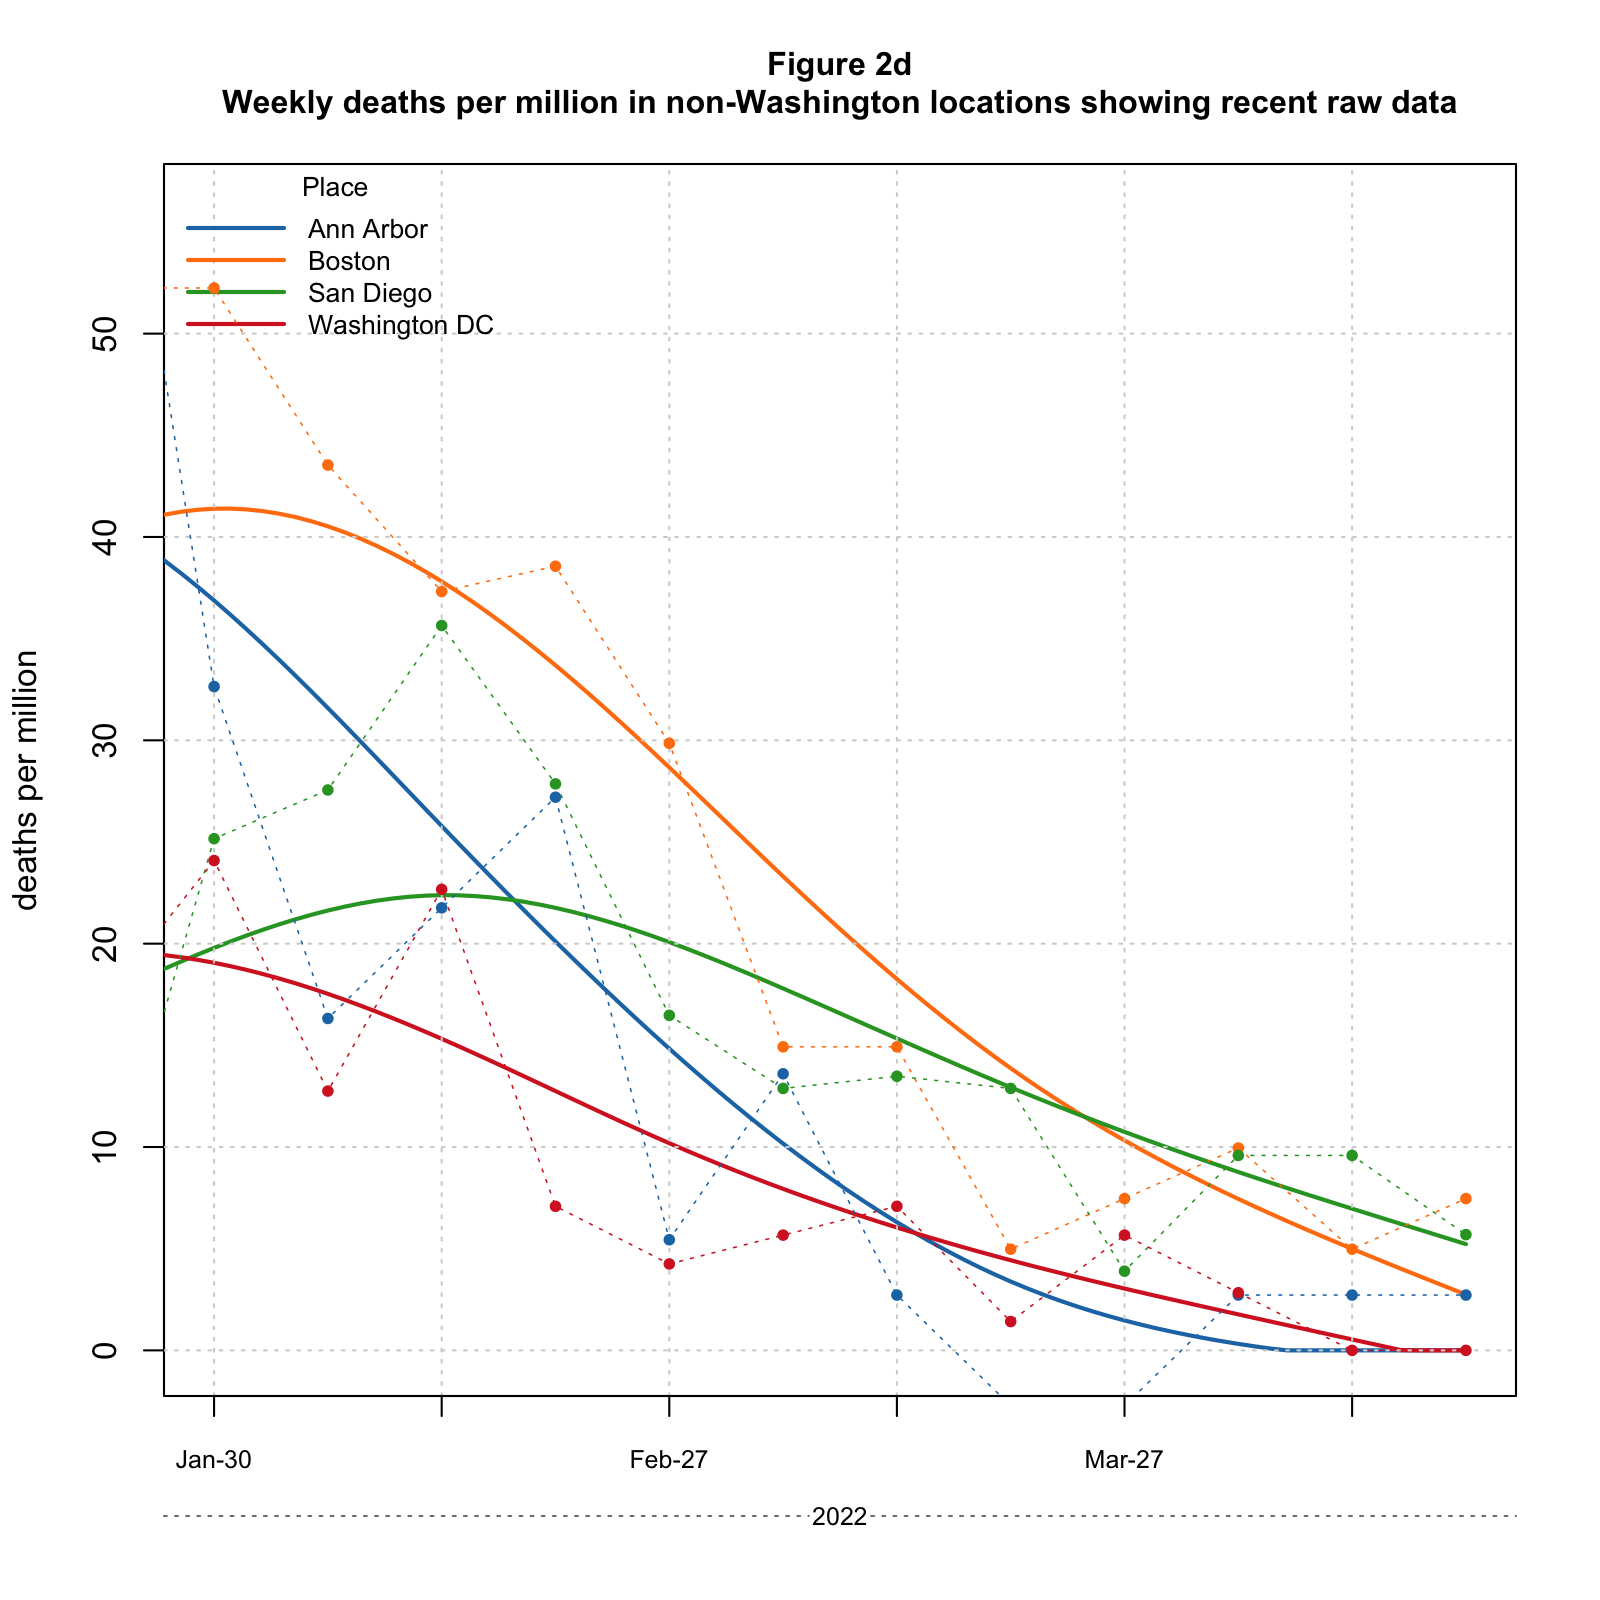 Figure 2d
Weekly deaths per million in non-Washington locations showing recent raw data
Place
Ann Arbor
Boston
San Diego
Washington DC
deaths per million
50
40
30
20
10
0
Jan-30
Feb-27
Mar-27
2022